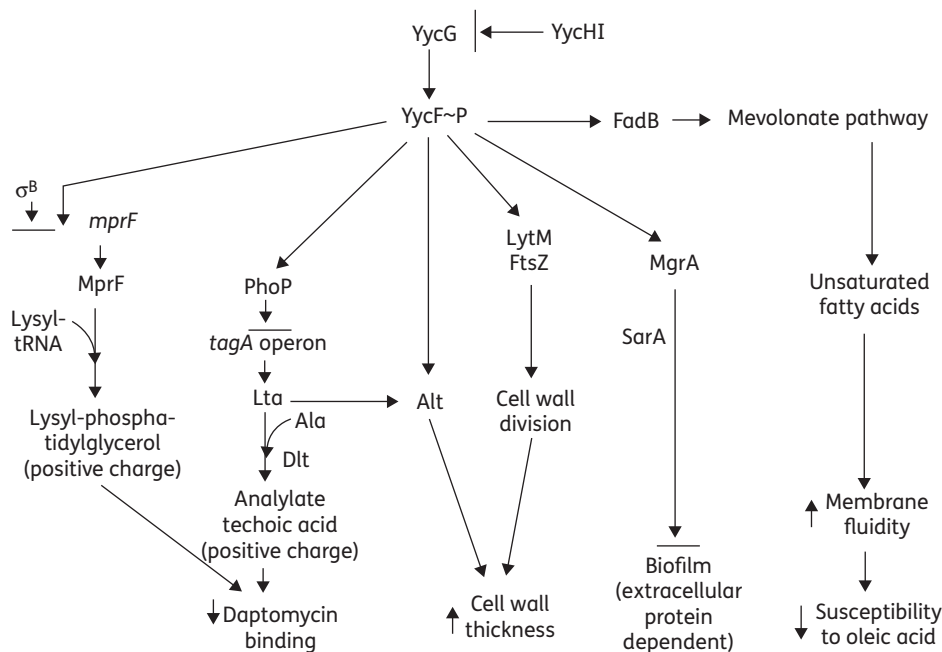 YycG
YycHI
YycF~P
FadB
Mevolonate pathway
σᴮ
mprF
MprF
Lysyl-
tRNA
Lysyl-phospha-
tidylglycerol
(positive charge)
PhoP
tagA operon
Lta
Ala
Dlt
Analylate
techoic acid
(positive charge)
Daptomycin
binding
Alt
LytM
FtsZ
Cell wall
division
Cell wall
thickness
MgrA
SarA
Biofilm
(extracellular
protein
dependent)
Unsaturated
fatty acids
Membrane
fluidity
Susceptibility
to oleic acid